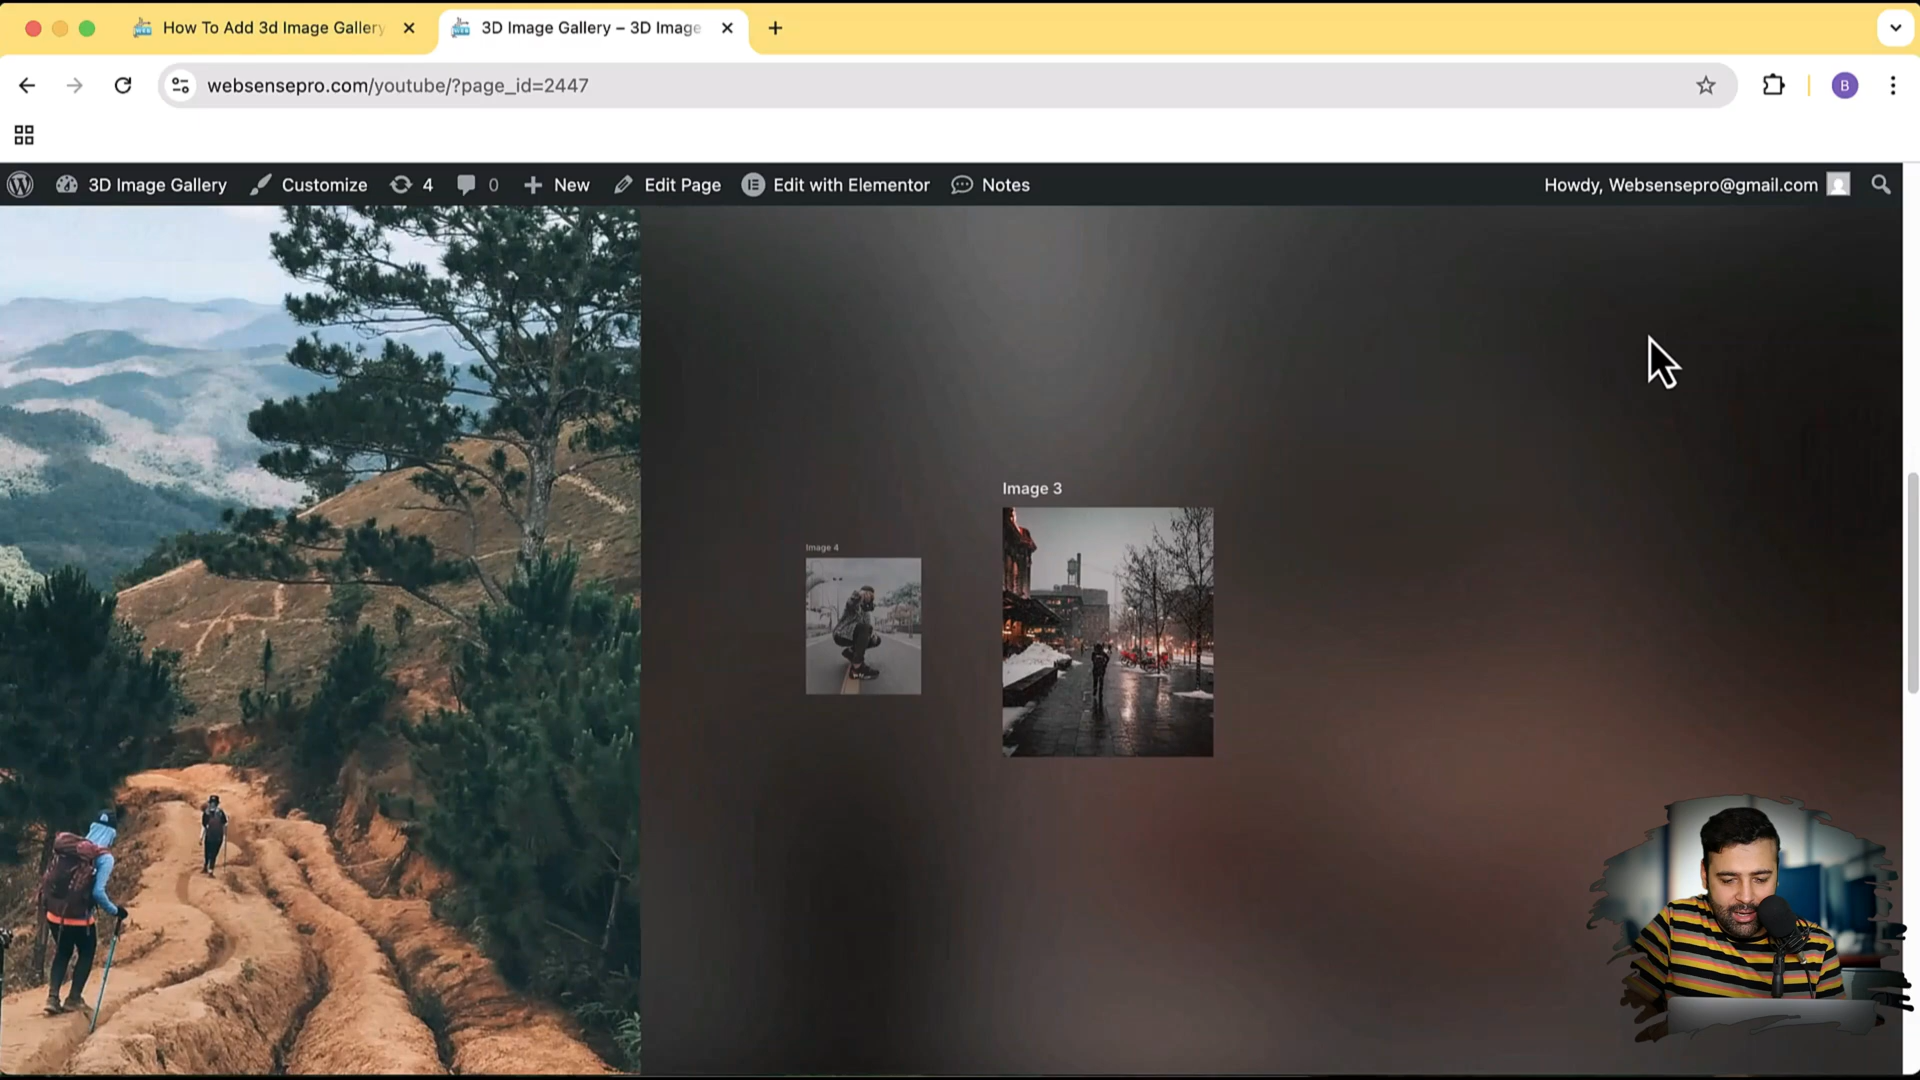 How To Add 3d Image Gallery
3D Image Gallery – 3D Image
websensepro.com/youtube/?page_id=2447
B
3D Image Gallery
Customize
4
0
New
Edit Page
Edit with Elementor
Notes
Howdy, Websensepro@gmail.com
Image 3
Image 4